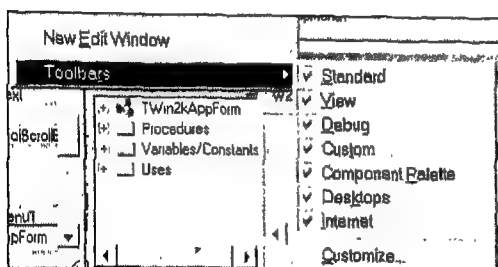 New Edit Window
Toolbars
TWin2kAppForm
Procedures
Variables/Constants
Uses
Standard
View
Debug
Custom
Component Palette
Desktops
Internet
Customize...